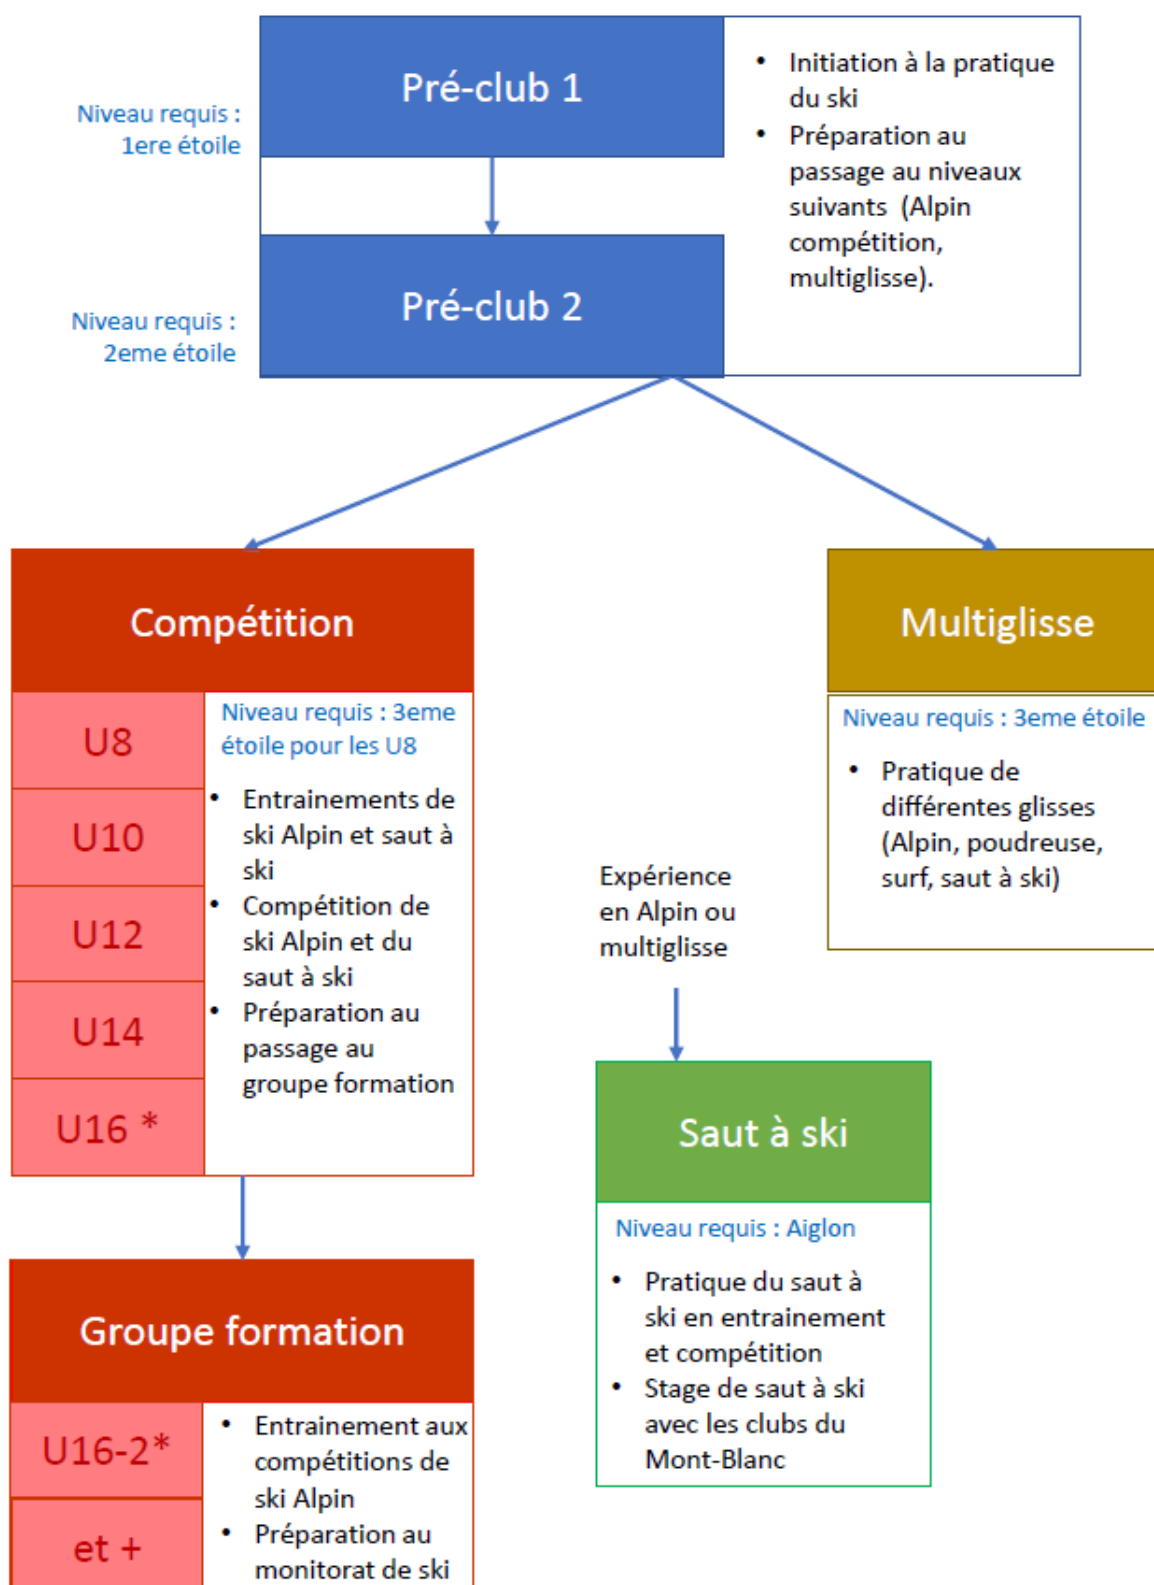 Pré-club 1
Niveau requis :
1ere étoile
• Initiation à la pratique
du ski
• Préparation au
passage au niveaux
suivants  (Alpin
compétition,
multiglisse).
Pré-club 2
Niveau requis :
2eme étoile
Compétition
U8
U10
U12
U14
U16 *
Niveau requis : 3eme
étoile pour les U8
• Entrainements de
ski Alpin et saut à
ski
• Compétition de
ski Alpin et du
saut à ski
• Préparation au
passage au
groupe formation
Multiglisse
Niveau requis : 3eme étoile
• Pratique de
différentes glisses
(Alpin, poudreuse,
surf, saut à ski)
Expérience
en Alpin ou
multiglisse
Saut à ski
Niveau requis : Aiglon
• Pratique du saut à
ski en entrainement
et compétition
• Stage de saut à ski
avec les clubs du
Mont-Blanc
Groupe formation
U16-2*
et +
• Entrainement aux
compétitions de
ski Alpin
• Préparation au
monitorat de ski